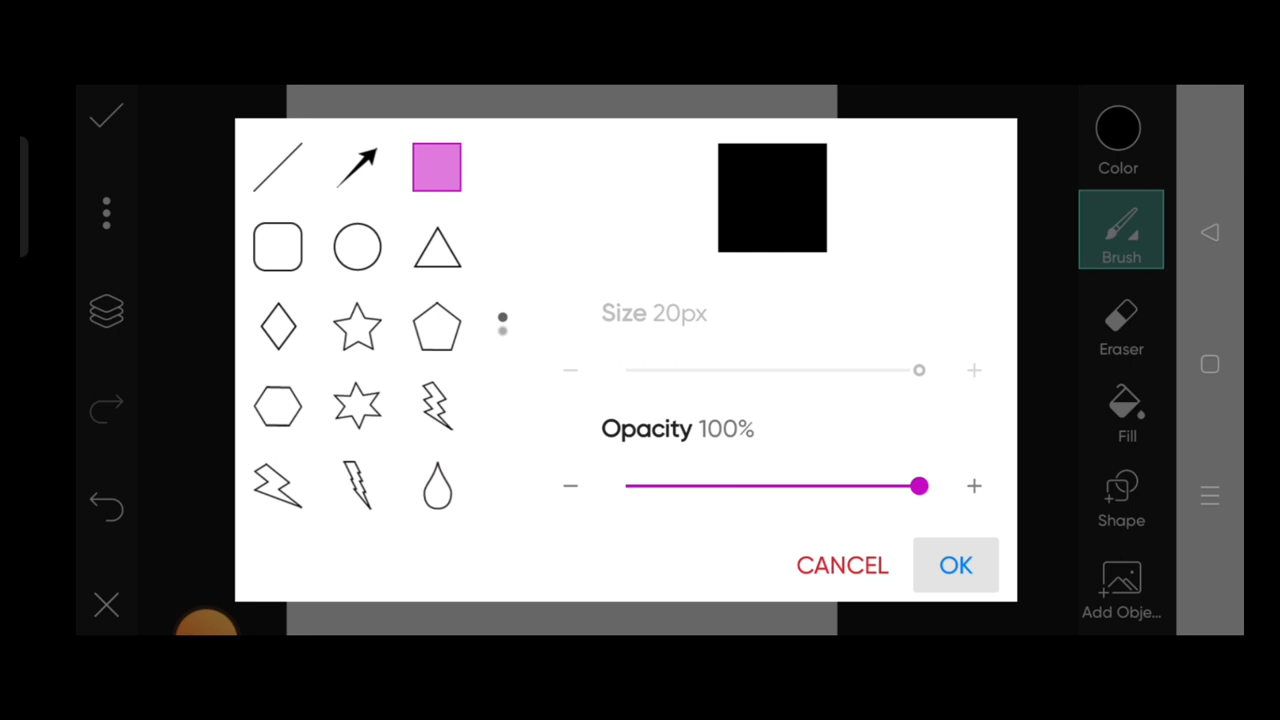 Size 20px
Opacity 100%
CANCEL
OK
Color
Brush
Eraser
Fill
Shape
Add Obje...